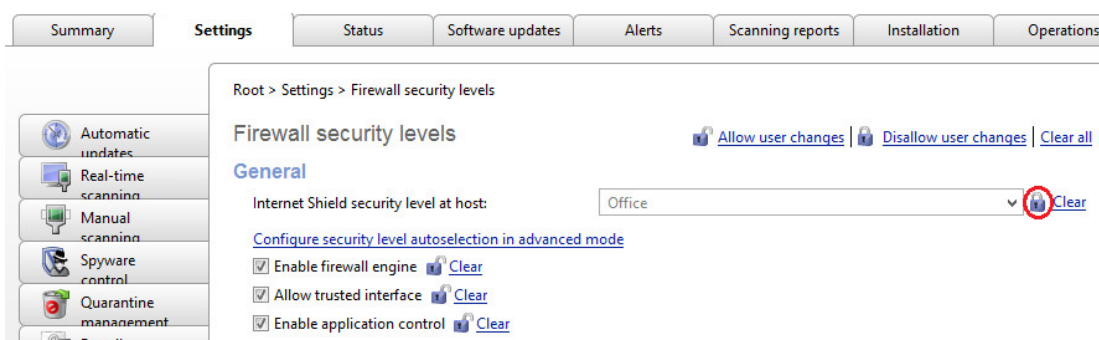 Summary Settings Status Software updates Alerts Scanning reports Installation Operations
Root > Settings > Firewall security levels
Firewall security levels
Allow user changes Disallow user changes Clear all
General
Internet Shield security level at host: Office Clear
Configure security level autoselection in advanced mode
Enable firewall engine Clear
Allow trusted interface Clear
Enable application control Clear
Automatic
updates
Real-time
scanning
Manual
scanning
Spyware
control
Quarantine
management